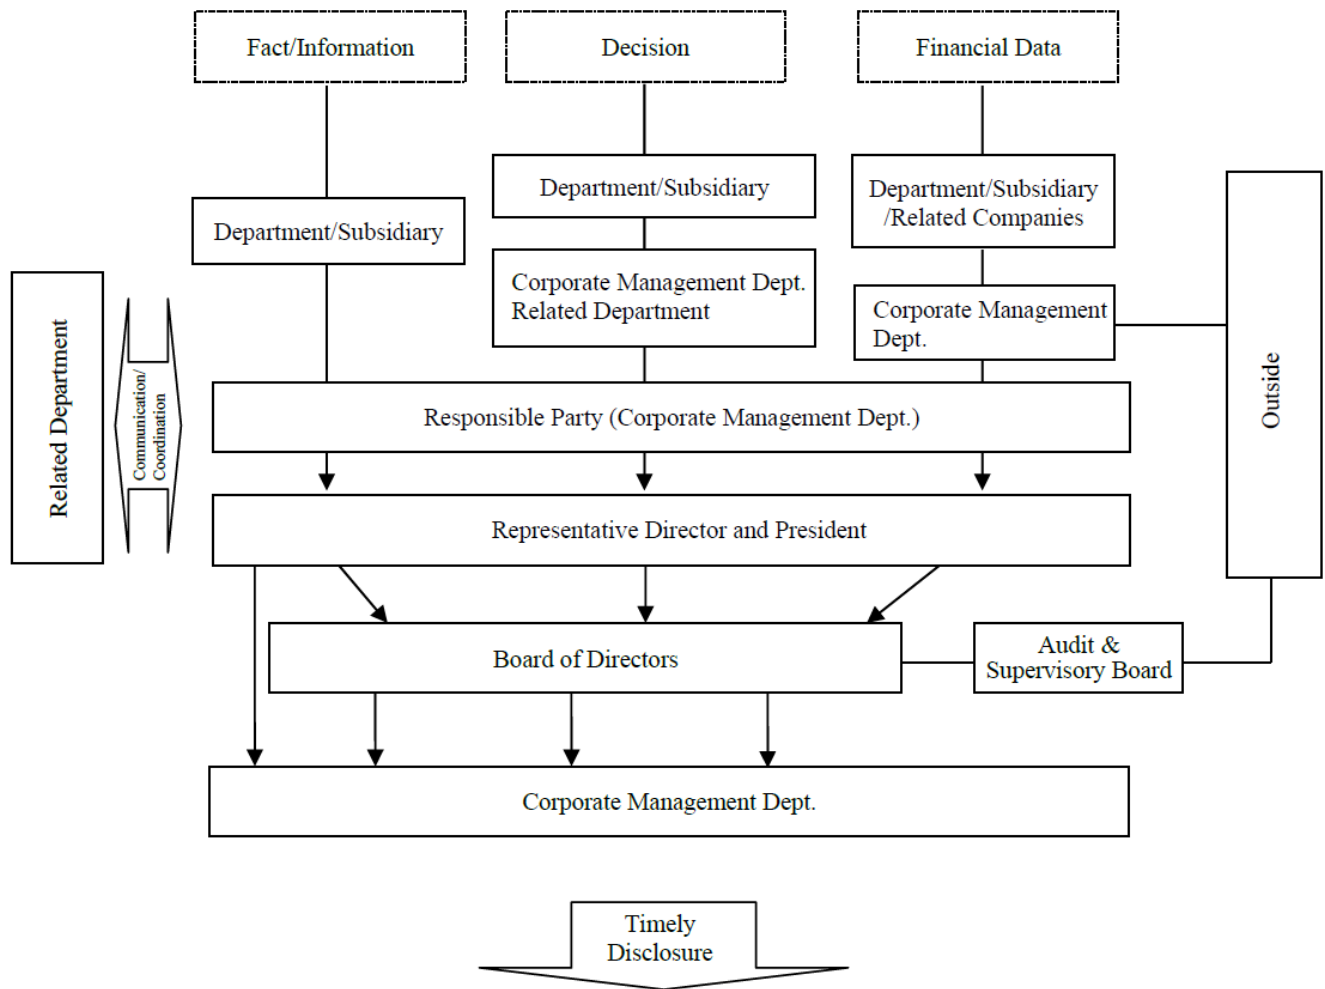 Fact/Information
Decision
Financial Data
Department/Subsidiary
Department/Subsidiary
Department/Subsidiary
/Related Companies
Corporate Management Dept.
Related Department
Corporate Management
Dept.
Related Department
Communication/
Coordination
Outside
Responsible Party (Corporate Management Dept.)
Representative Director and President
Board of Directors
Audit &
Supervisory Board
Corporate Management Dept.
Timely
Disclosure